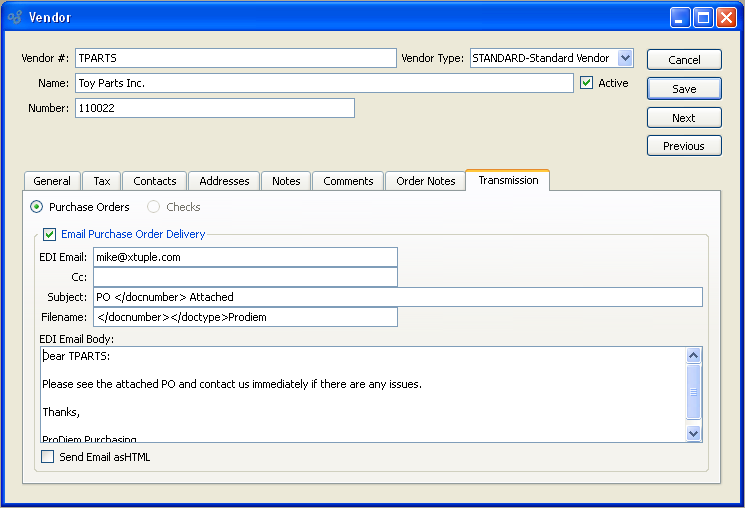 Vendor
Vendor #: TPARTS Vendor Type: STANDARD-Standard Vendor Cancel
Name: Toy Parts Inc. Active Save
Number: 110022 Next
Previous
General Tax Contacts Addresses Notes Comments Order Notes Transmission
Purchase Orders Checks
Email Purchase Order Delivery
EDI Email: mike@xtuple.com
Cc:
Subject: PO </docnumber> Attached
Filename: </docnumber></doctype>Prodiem
EDI Email Body:
Dear TPARTS:
Please see the attached PO and contact us immediately if there are any issues.
Thanks,
ProDiem Purchasing
Send Email asHTML